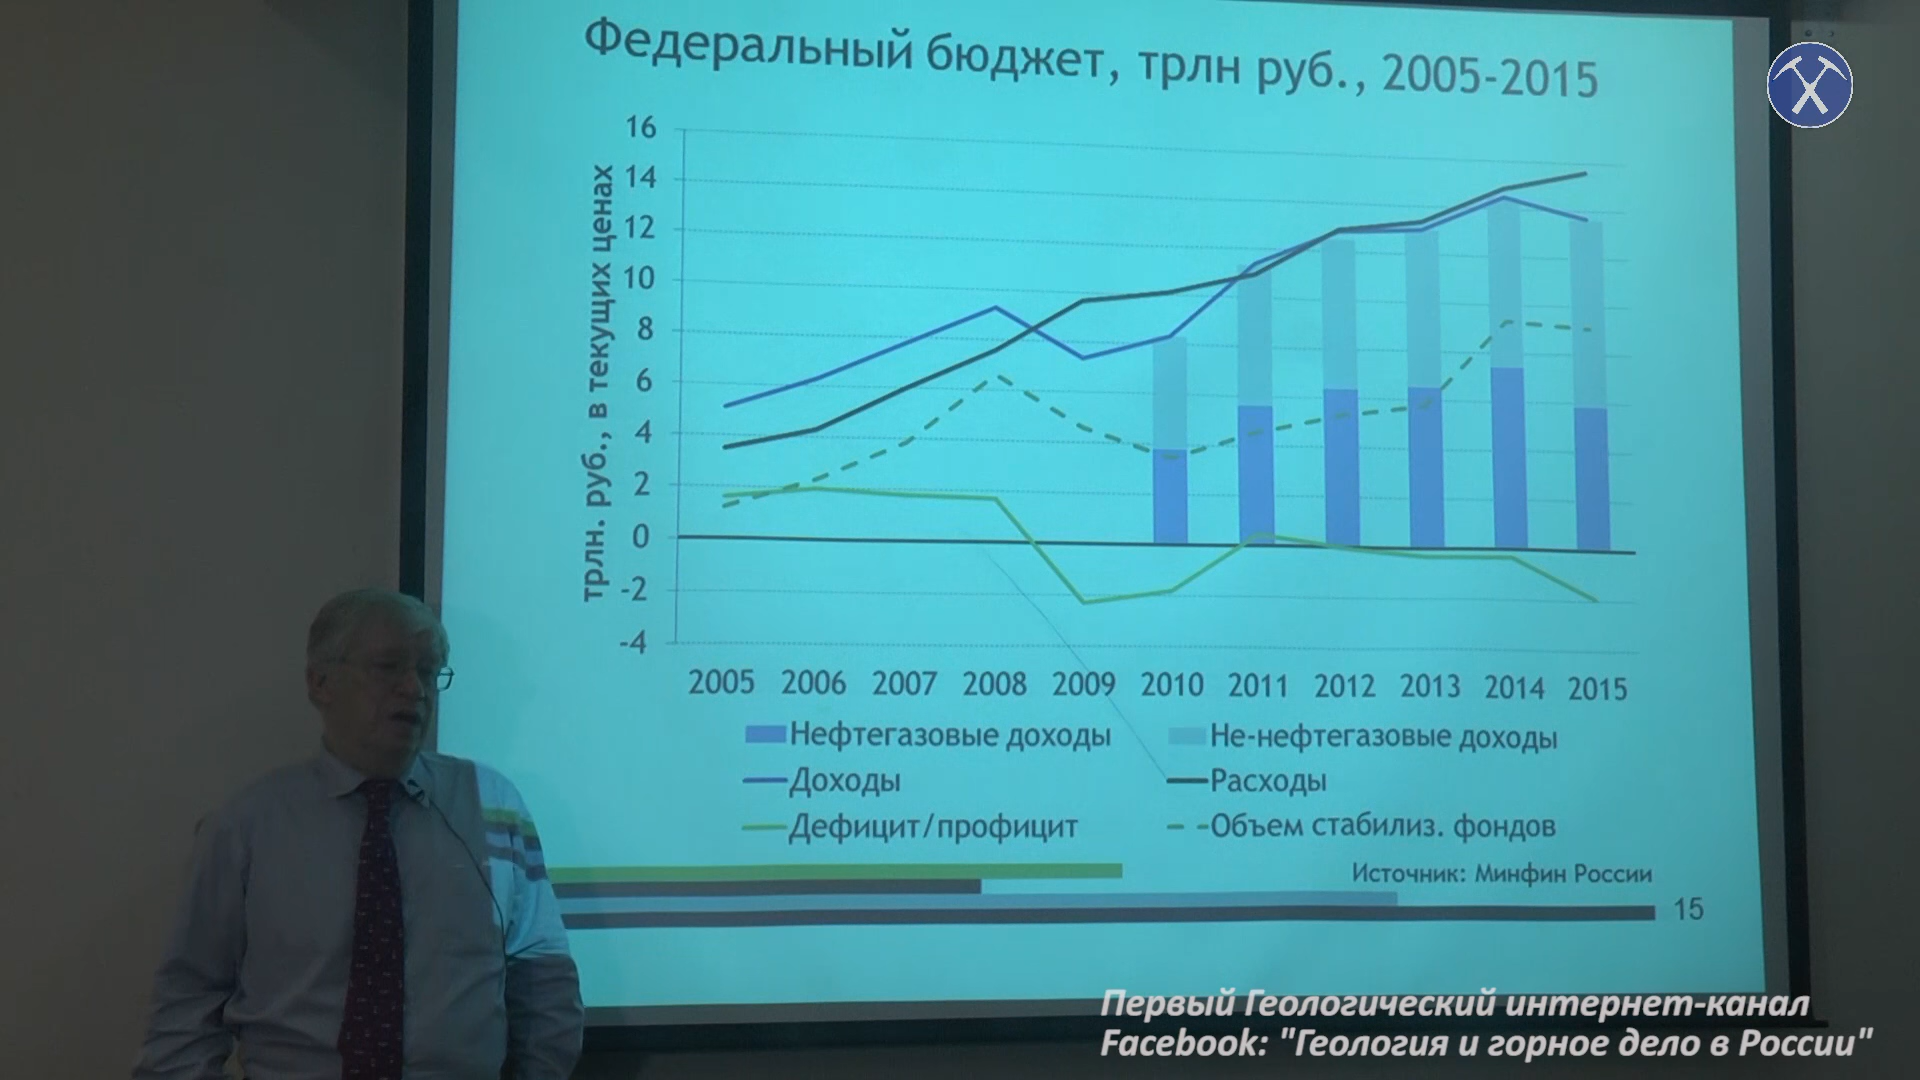 Федеральный бюджет, трлн руб., 2005-2015
трлн. руб., в текущих ценах
16
14
12
10
8
6
4
2
0
-2
-4
2005 2006 2007 2008 2009 2010 2011 2012 2013 2014 2015
Нефтегазовые доходы Не-нефтегазовые доходы
Доходы Расходы
Дефицит/профицит Объем стабилиз. фондов
Источник: Минфин России
15
Первый Геологический интернет-канал
Facebook: "Геология и горное дело в России"